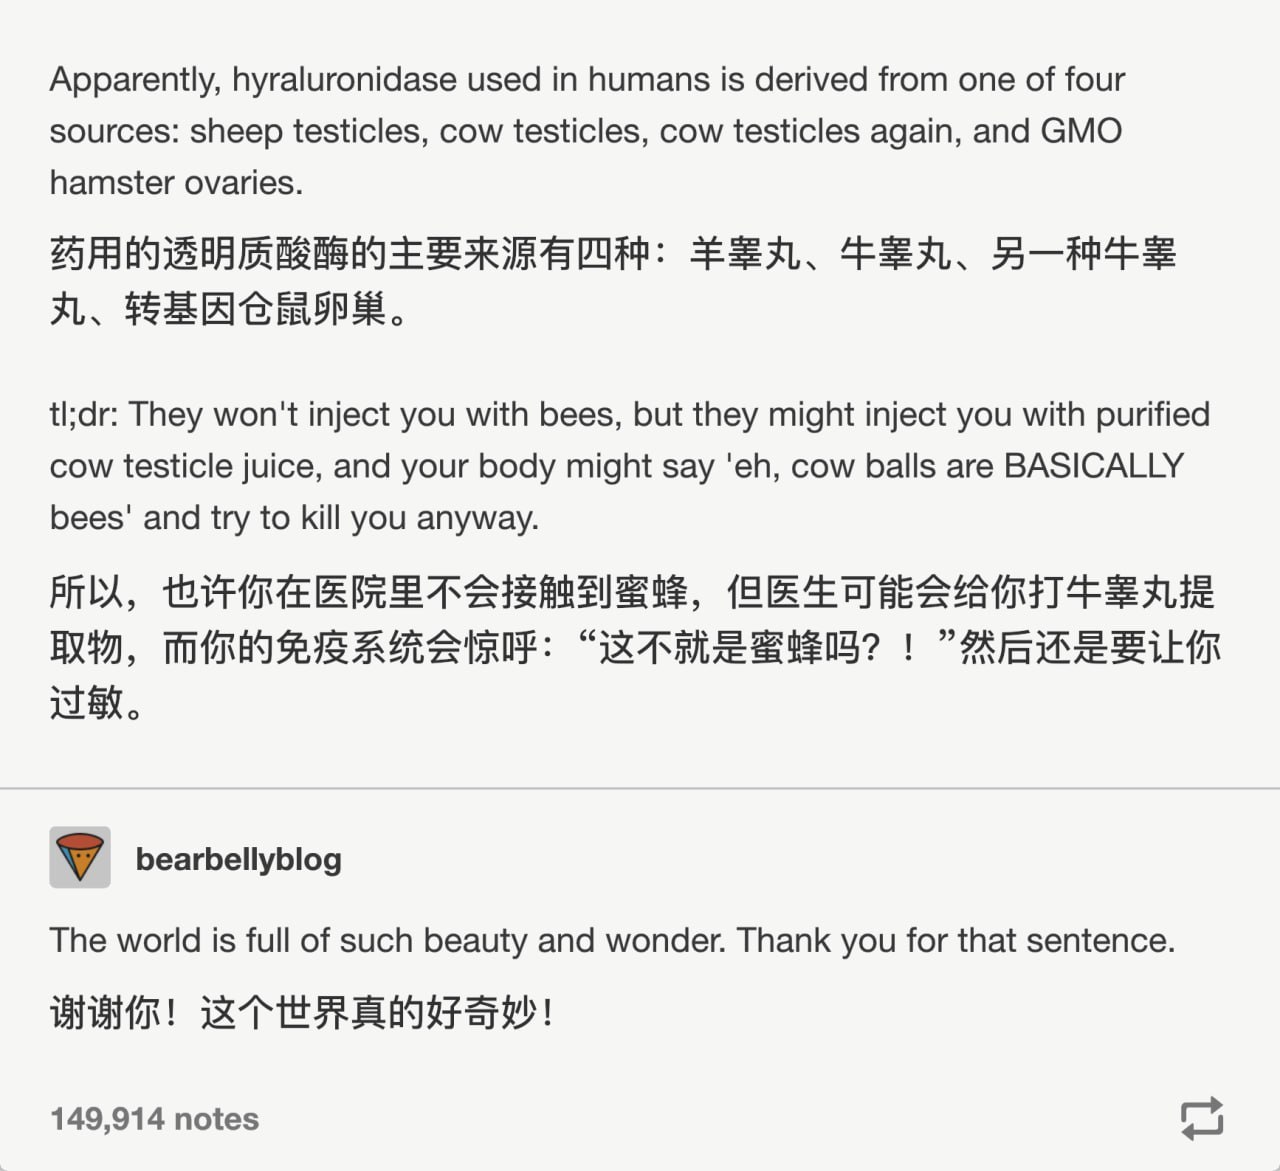 Apparently, hyraluronidase used in humans is derived from one of four
sources: sheep testicles, cow testicles, cow testicles again, and GMO
hamster ovaries.
药用的透明质酸酶的主要来源有四种：羊睾丸、牛睾丸、另一种牛睾
丸、转基因仓鼠卵巢。
tl;dr: They won't inject you with bees, but they might inject you with purified
cow testicle juice, and your body might say 'eh, cow balls are BASICALLY
bees' and try to kill you anyway.
所以，也许你在医院里不会接触到蜜蜂，但医生可能会给你打牛睾丸提
取物，而你的免疫系统会惊呼：“这不就是蜜蜂吗？！”然后还是要让你
过敏。
bearbellyblog
The world is full of such beauty and wonder. Thank you for that sentence.
谢谢你！这个世界真的好奇妙！
149,914 notes